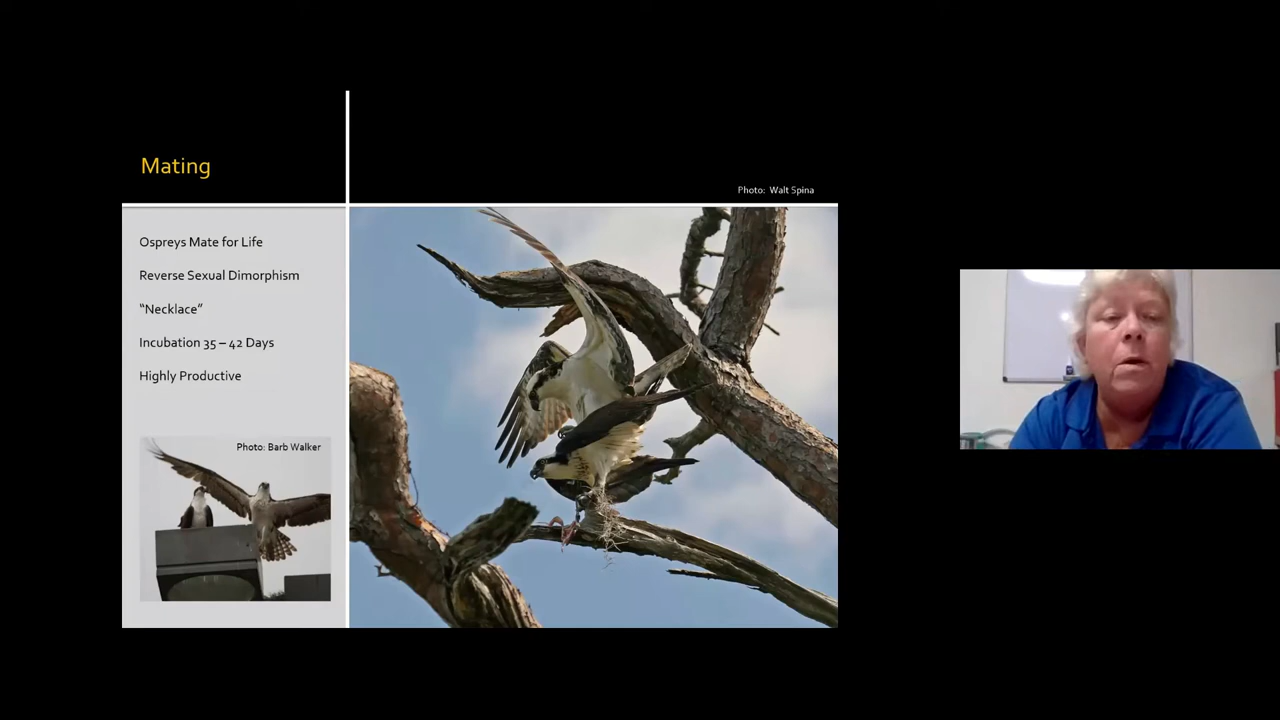 Mating
Photo: Walt Spina
Ospreys Mate for Life
Reverse Sexual Dimorphism
“Necklace”
Incubation 35 – 42 Days
Highly Productive
Photo: Barb Walker